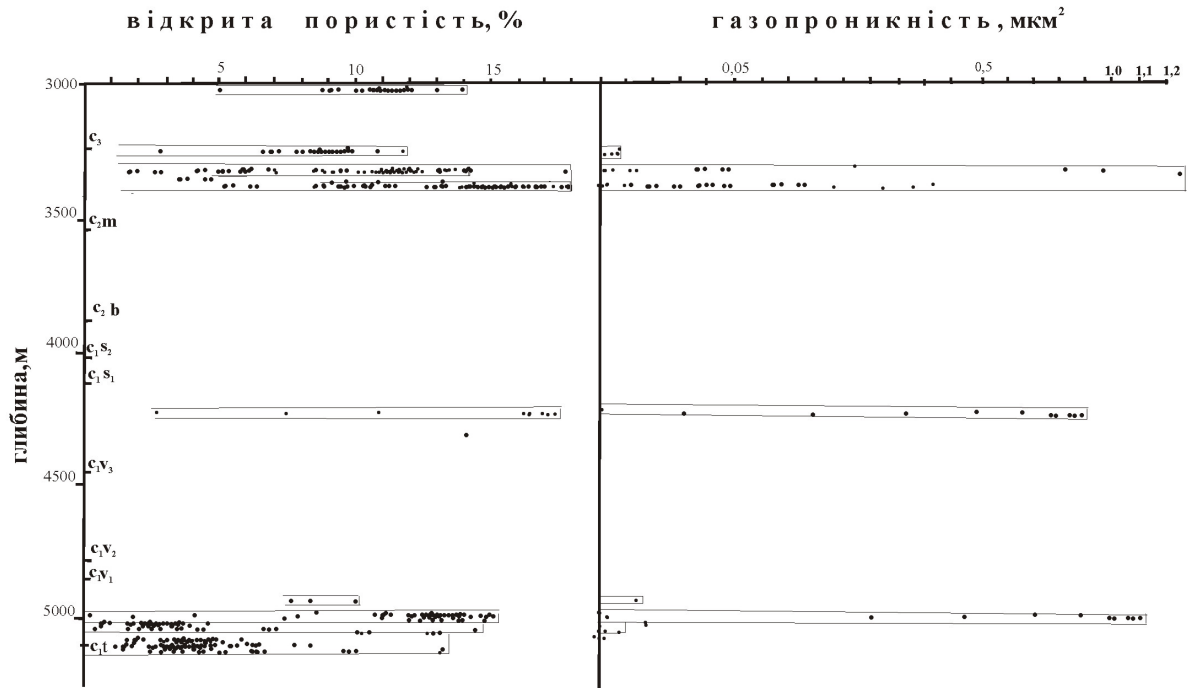 відкрита пористість, %
газопроникність, мкм²
5 10 15
0,05 0,5 1.0 1,1 1,2
глибина,м
3000
c₃
3500
c₂m
c₂b
4000
c₁s₂
c₁s₁
4500
c₁v₃
c₁v₂
c₁v₁
5000
c₁t